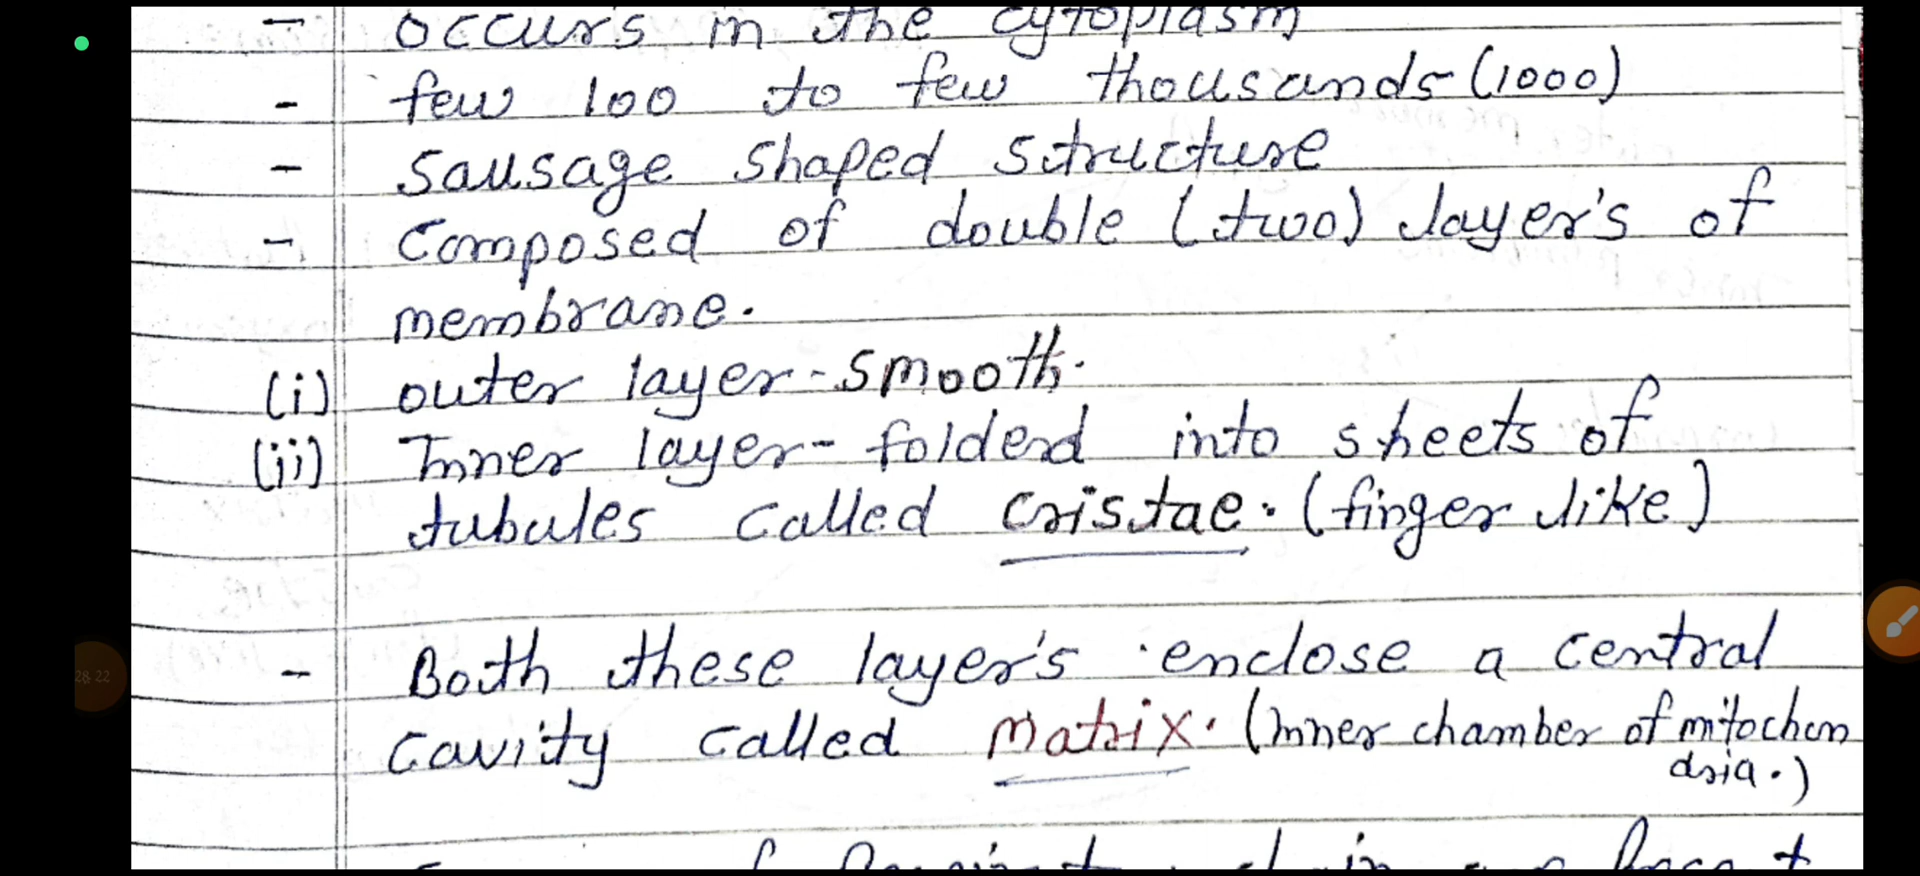 - occurs in the cytoplasm
- few 100 to few thousands (1000)
- Sausage shaped structure
- Composed of double (two) layer's of
membrane.
(i) outer layer - smooth.
(ii) Inner layer - folded into sheets of
tubules called cristae. (finger like)
- Both these layer's enclose a central
cavity called matrix. (Inner chamber of mitochon
dria.)
28.22